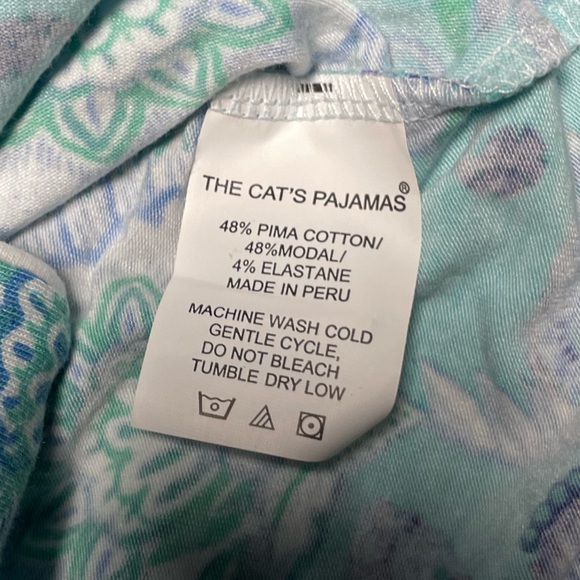 THE CAT'S PAJAMAS®
48% PIMA COTTON/
48%MODAL/
4% ELASTANE
MADE IN PERU
MACHINE WASH COLD
GENTLE CYCLE,
DO NOT BLEACH
TUMBLE DRY LOW